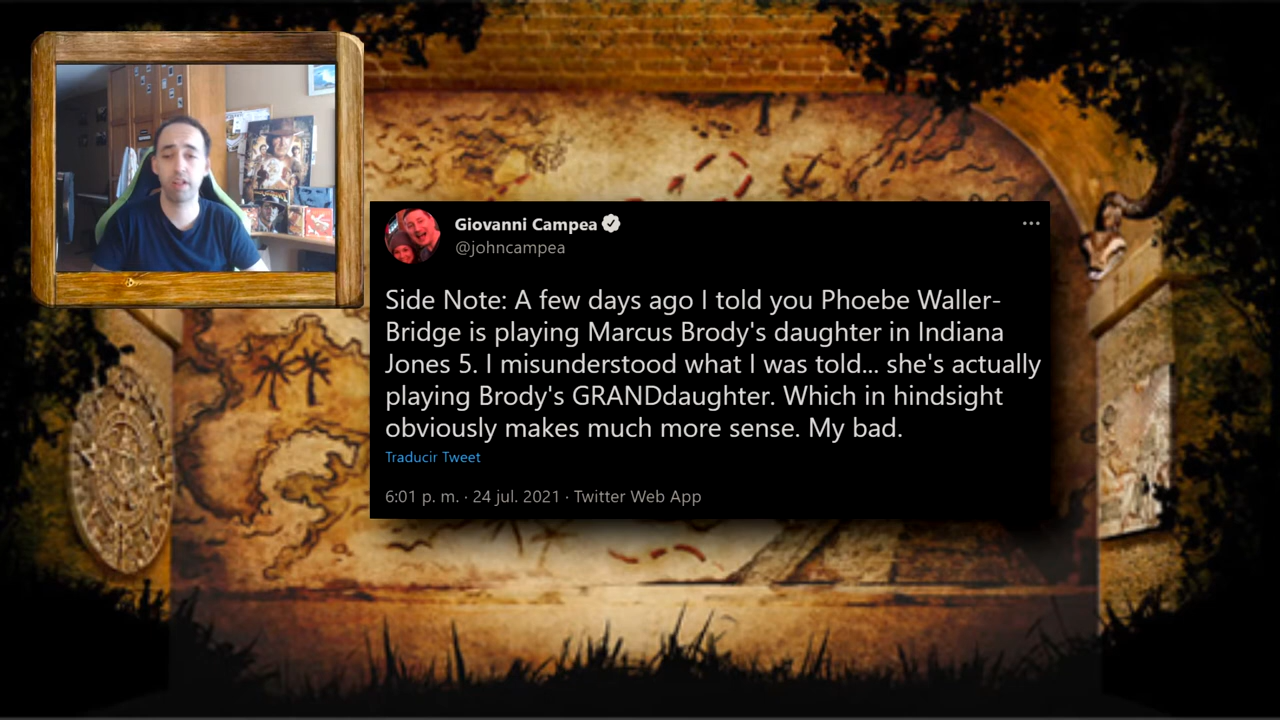 Giovanni Campea
@johncampea
Side Note: A few days ago I told you Phoebe Waller-
Bridge is playing Marcus Brody's daughter in Indiana
Jones 5. I misunderstood what I was told... she's actually
playing Brody's GRANDdaughter. Which in hindsight
obviously makes much more sense. My bad.
Traducir Tweet
6:01 p. m. · 24 jul. 2021 · Twitter Web App